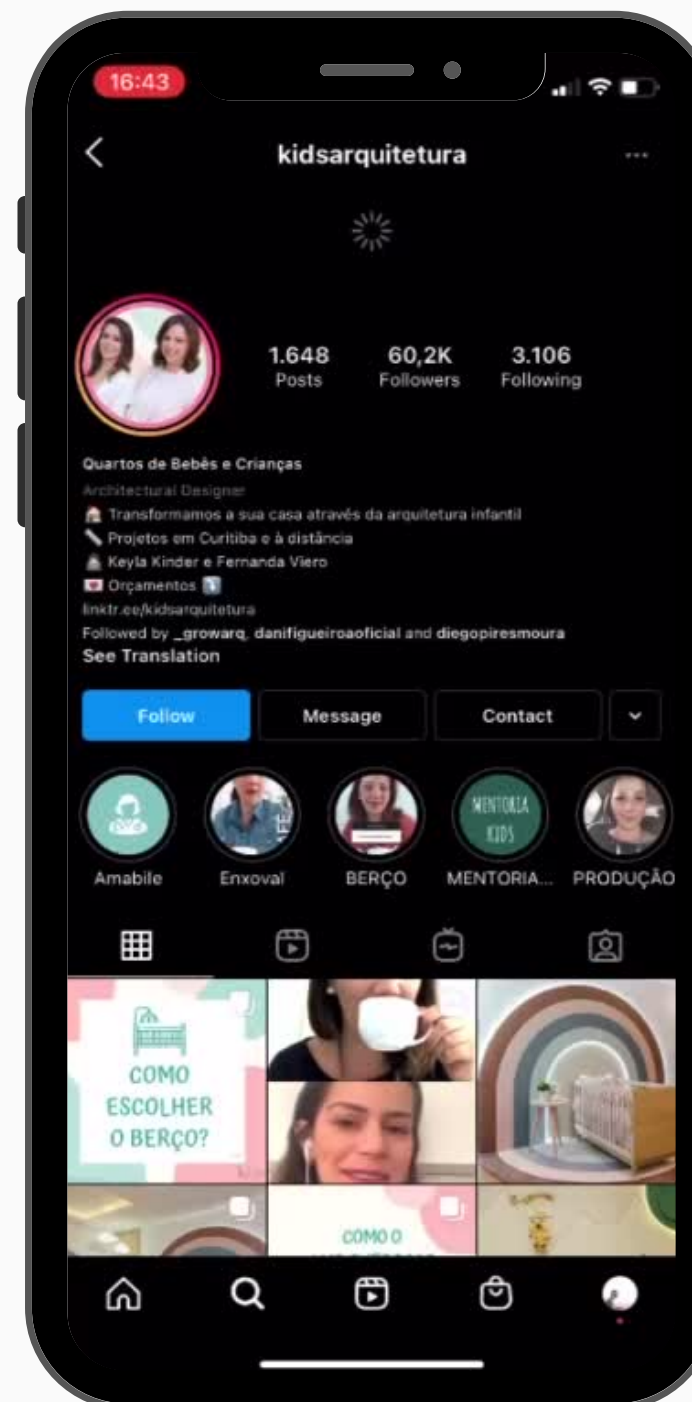 16:43
kidsarquitetura
1.648 60,2K 3.106
Posts Followers Following
Quartos de Bebês e Crianças
Architectural Designer
Transformamos a sua casa através da arquitetura infantil
Projetos em Curitiba e à distância
Keyla Kinder e Fernanda Viero
Orçamentos
linktr.ee/kidsarquitetura
Followed by _growarq, danifigueiroaoficial and diegopiresmoura
See Translation
Follow Message Contact
MENTORIA
KIDS
Amabile Enxoval BERÇO MENTORIA... PRODUÇÃO
COMO
ESCOLHER
O BERÇO?
COMO O